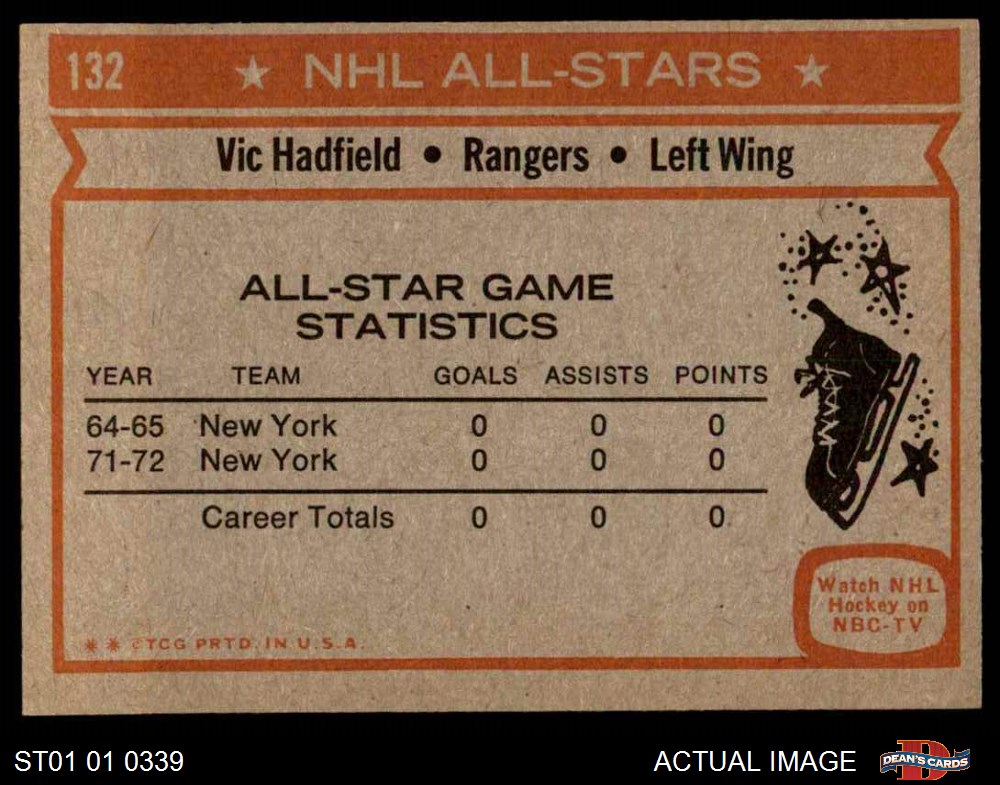 132 ★ NHL ALL-STARS ★
Vic Hadfield • Rangers • Left Wing
ALL-STAR GAME
STATISTICS
YEAR TEAM GOALS ASSISTS POINTS
64-65 New York 0 0 0
71-72 New York 0 0 0
Career Totals 0 0 0
Watch NHL
Hockey on
NBC-TV
* * ©TCG PRTD. IN U.S.A.
ST01 01 0339
ACTUAL IMAGE
D
DEAN'S CARDS